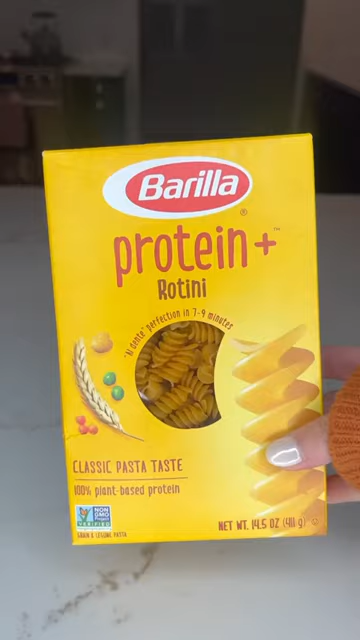 Barilla
®
protein+™
Rotini
"Al dente" perfection in 7-9 minutes
CLASSIC PASTA TASTE
100% plant-based protein
NON
GMO
Project
VERIFIED
GRAIN & LEGUME PASTA
NET WT. 14.5 OZ (411 g)